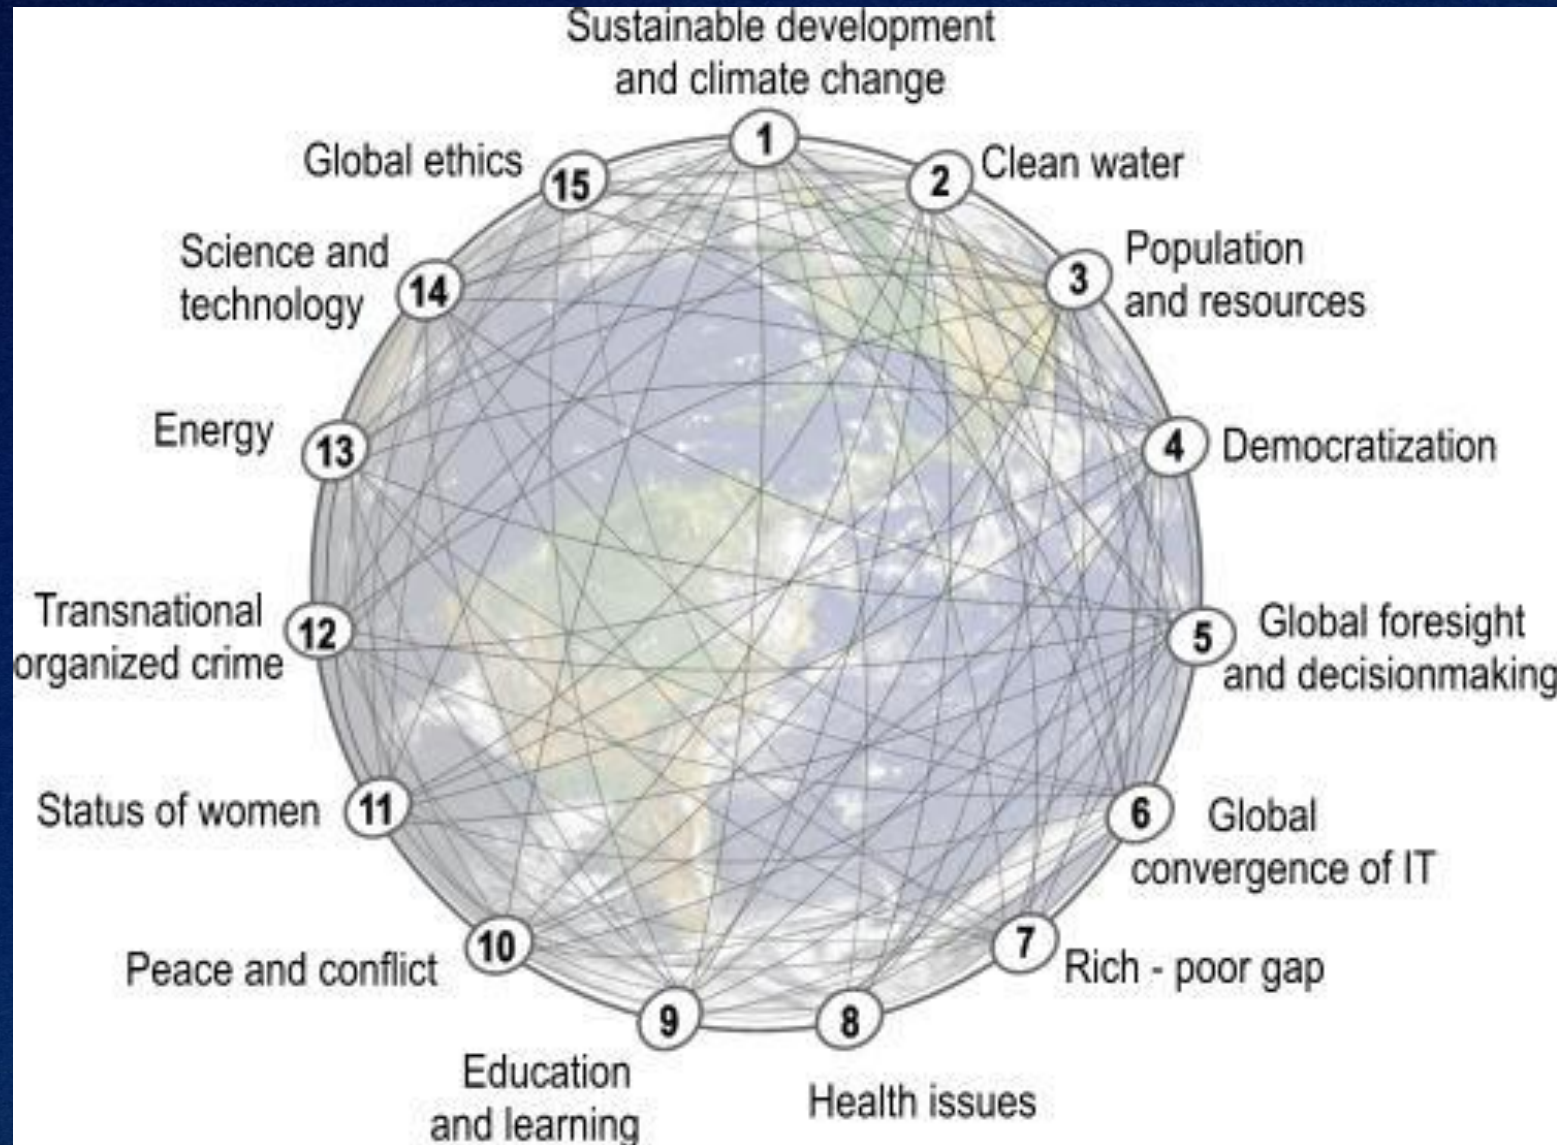 Sustainable development
and climate change
1
2
Clean water
3
Population
and resources
4
Democratization
5
Global foresight
and decisionmaking
6
Global
convergence of IT
7
Rich - poor gap
8
Health issues
9
Education
and learning
10
Peace and conflict
11
Status of women
12
Transnational
organized crime
13
Energy
14
Science and
technology
15
Global ethics